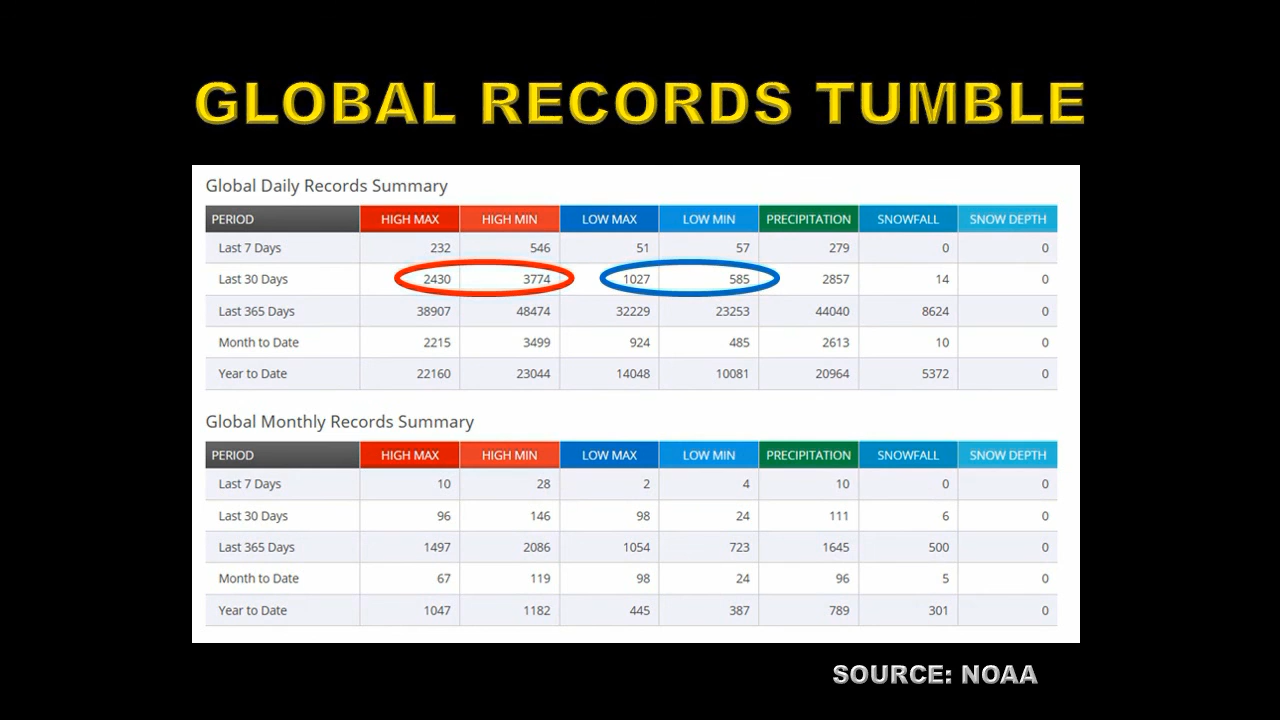 GLOBAL RECORDS TUMBLE
Global Daily Records Summary
PERIOD HIGH MAX HIGH MIN LOW MAX LOW MIN PRECIPITATION SNOWFALL SNOW DEPTH
Last 7 Days 232 546 51 57 279 0 0
Last 30 Days 2430 3774 1027 585 2857 14 0
Last 365 Days 38907 48474 32229 23253 44040 8624 0
Month to Date 2215 3499 924 485 2613 10 0
Year to Date 22160 23044 14048 10081 20964 5372 0
Global Monthly Records Summary
PERIOD HIGH MAX HIGH MIN LOW MAX LOW MIN PRECIPITATION SNOWFALL SNOW DEPTH
Last 7 Days 10 28 2 4 10 0 0
Last 30 Days 96 146 98 24 111 6 0
Last 365 Days 1497 2086 1054 723 1645 500 0
Month to Date 67 119 98 24 96 5 0
Year to Date 1047 1182 445 387 789 301 0
SOURCE: NOAA